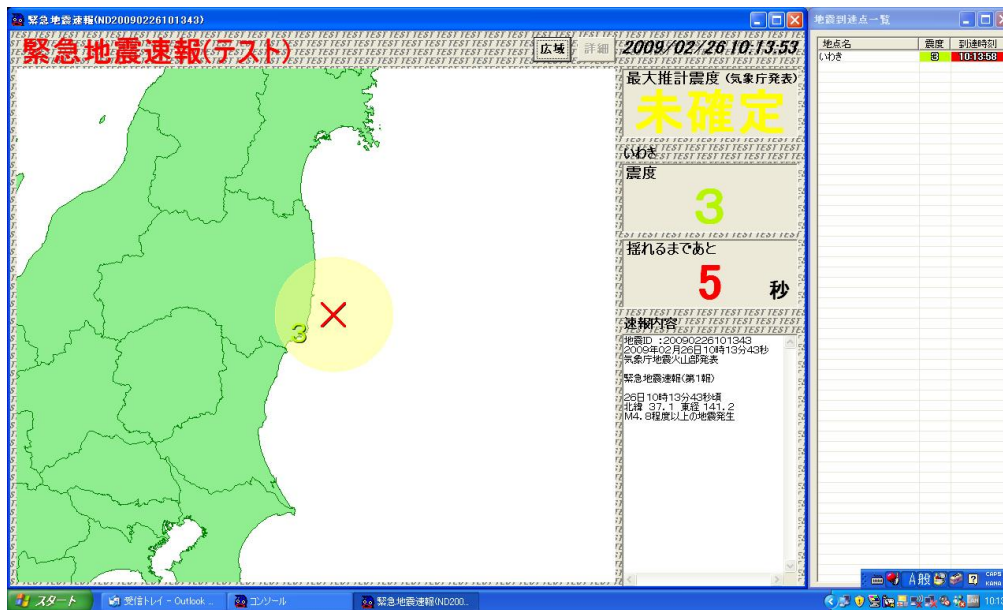 緊急地震速報(ND20090226101343)
緊急地震速報(テスト)
広域
詳細
2009/02/26 10:13:53
最大推計震度 (気象庁発表)
未確定
いわき
震度
3
揺れるまであと
5 秒
速報内容
地震ID :20090226101343
2009年02月26日10時13分43秒
気象庁地震火山部発表
緊急地震速報(第1報)
26日10時13分43秒頃
北緯 37.1 東経 141.2
M4.8程度以上の地震発生
3
地震到達点一覧
地点名 震度 到達時刻
いわき 3 10:13:58
スタート
受信トレイ - Outlook ...
コンソール
緊急地震速報(ND200...
A 般
CAPS
KANA